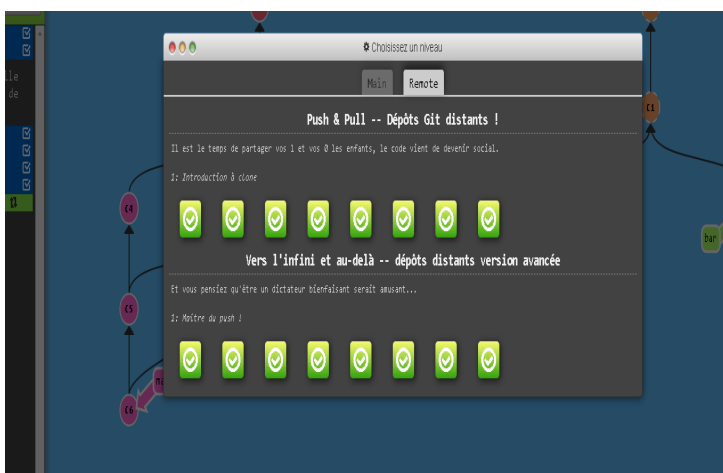 Choisissez un niveau
Main
Remote
Push & Pull -- Dépôts Git distants !
Il est le temps de partager vos 1 et vos 0 les enfants, le code vient de devenir social.
1: Introduction à clone
Vers l'infini et au-delà -- dépôts distants version avancée
Et vous pensiez qu'être un dictateur bienfaisant serait amusant...
1: Maître du push !
lle
de
C1
C4
bar
C5
C6